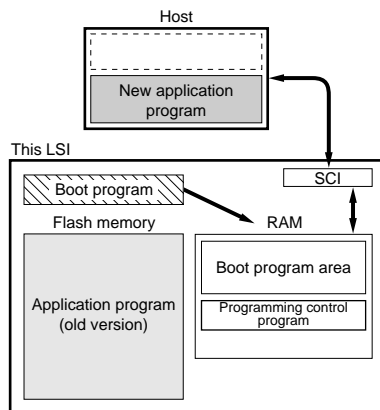 Host
New application
program
This LSI
SCI
Boot program
Flash memory
RAM
Application program
(old version)
Boot program area
Programming control
program